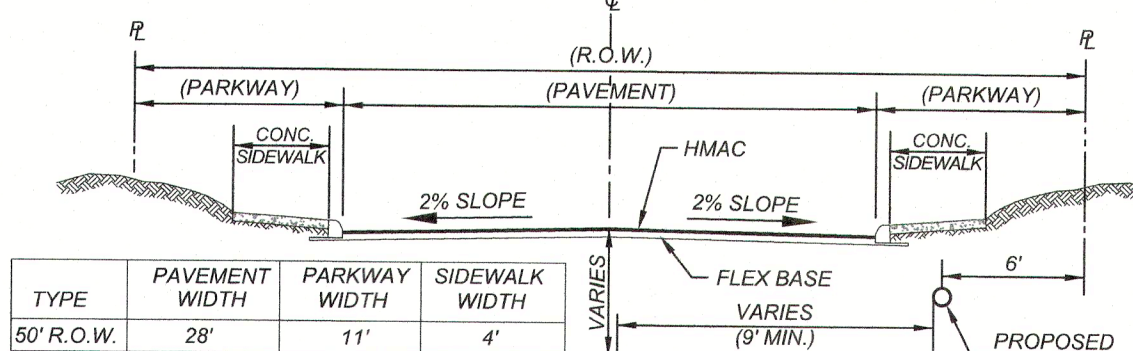 ℄
⅊ ⅊
(R.O.W.)
(PARKWAY) (PAVEMENT) (PARKWAY)
CONC. SIDEWALK
HMAC
CONC. SIDEWALK
2% SLOPE 2% SLOPE
FLEX BASE
6'
VARIES
VARIES
(9' MIN.)
PROPOSED
TYPE PAVEMENT WIDTH PARKWAY WIDTH SIDEWALK WIDTH
50' R.O.W. 28' 11' 4'